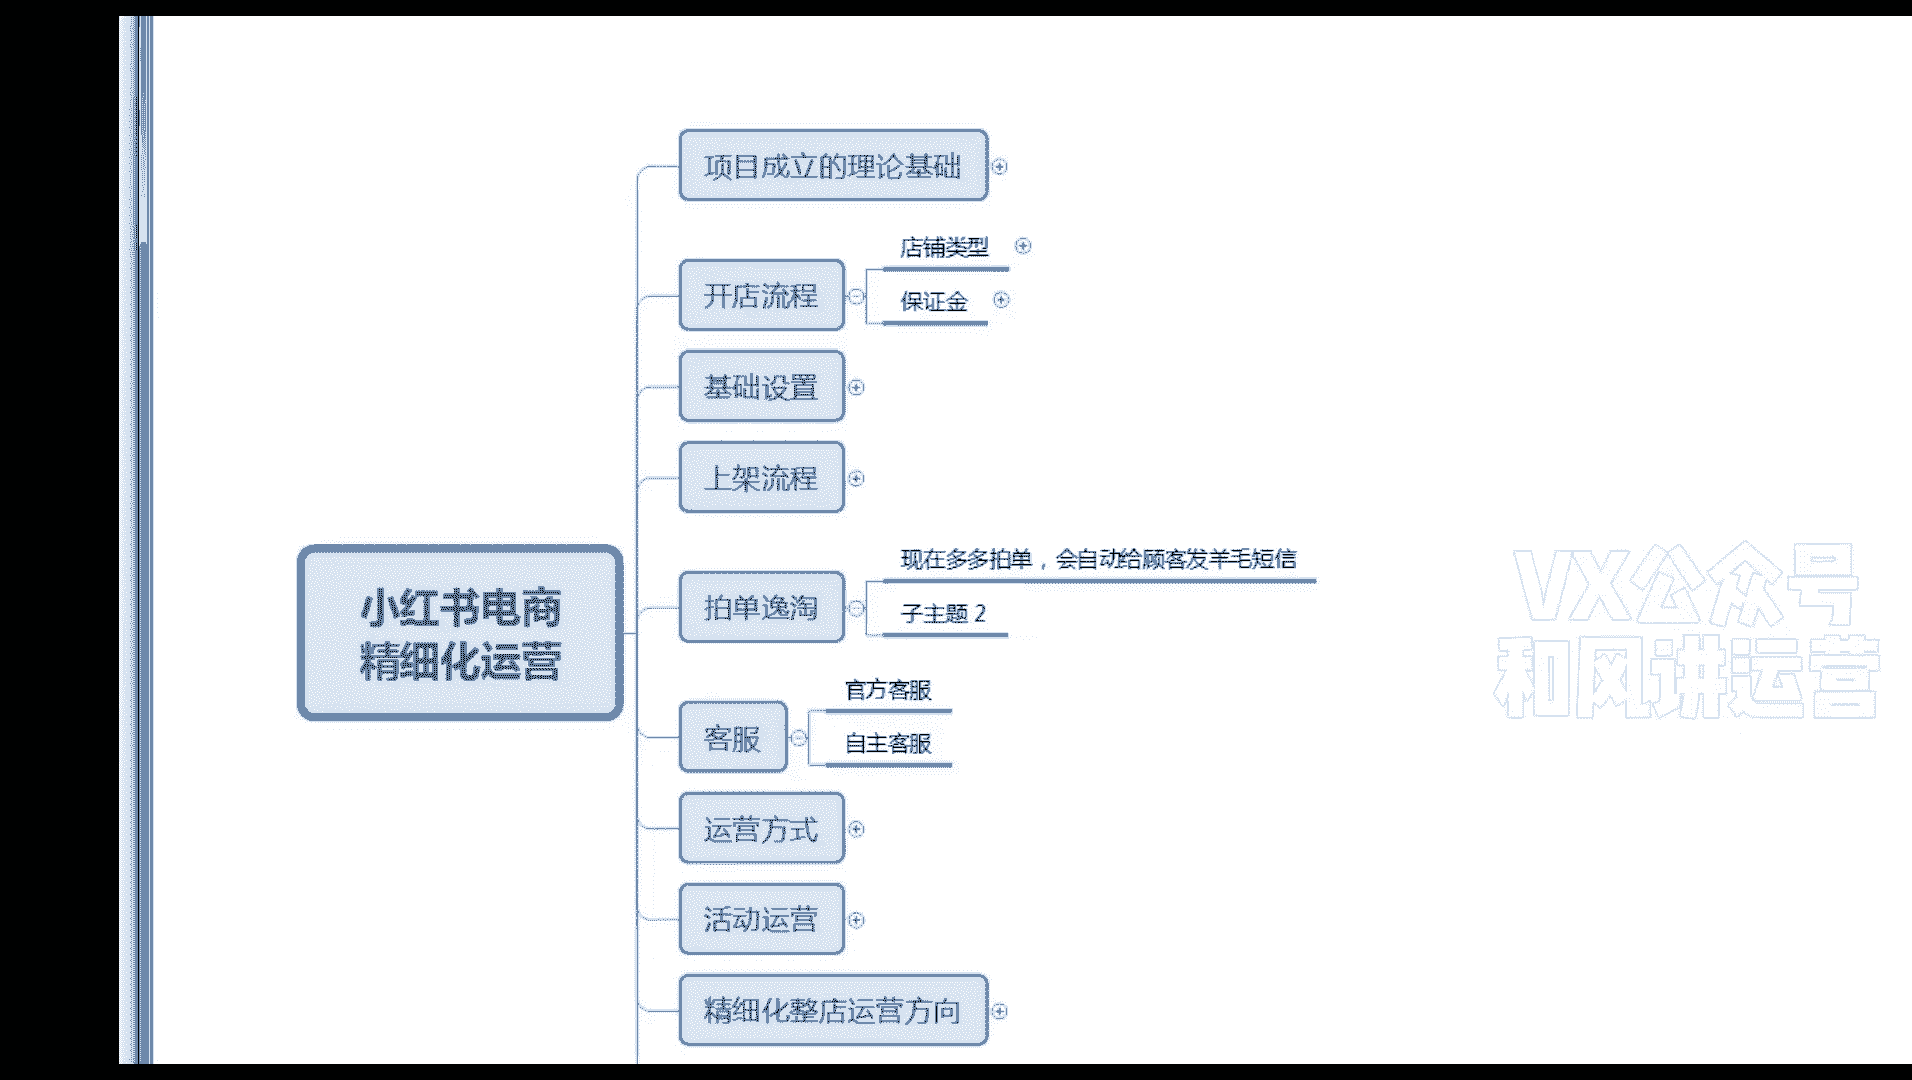 项目成立的理论基础
店铺类型
开店流程
保证金
基础设置
上架流程
现在多多拍单，会自动给顾客发羊毛短信
拍单逸淘
子主题 2
小红书电商
精细化运营
官方客服
客服
自主客服
运营方式
活动运营
精细化整店运营方向
VX公众号
和风讲运营